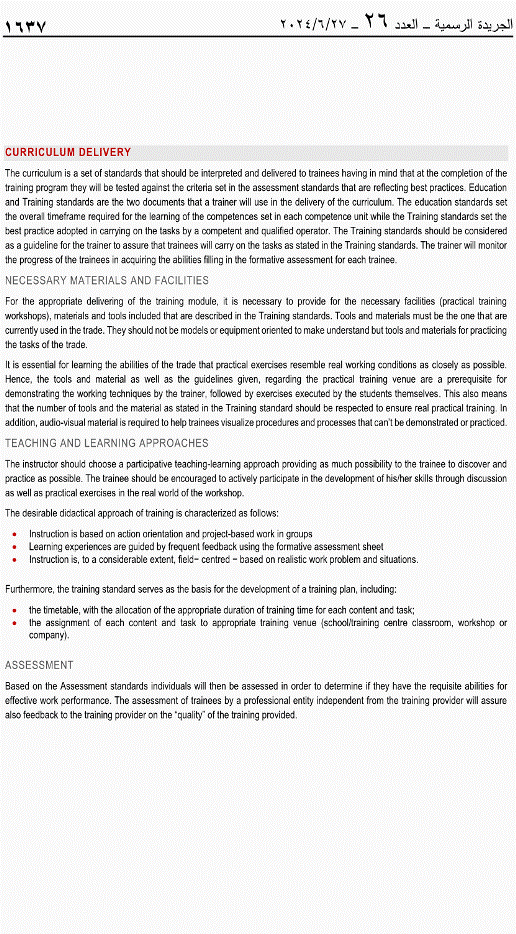 ١٦٣٧ الجريدة الرسمية ــ العدد ٢٦ ــ ٢٠٢٤/٦/٢٧
CURRICULUM DELIVERY
The curriculum is a set of standards that should be interpreted and delivered to trainees having in mind that at the completion of the
training program they will be tested against the criteria set in the assessment standards that are reflecting best practices. Education
and Training standards are the two documents that a trainer will use in the delivery of the curriculum. The education standards set
the overall timeframe required for the learning of the competences set in each competence unit while the Training standards set the
best practice adopted in carrying on the tasks by a competent and qualified operator. The Training standards should be considered
as a guideline for the trainer to assure that trainees will carry on the tasks as stated in the Training standards. The trainer will monitor
the progress of the trainees in acquiring the abilities filling in the formative assessment for each trainee.
NECESSARY MATERIALS AND FACILITIES
For the appropriate delivering of the training module, it is necessary to provide for the necessary facilities (practical training
workshops), materials and tools included that are described in the Training standards. Tools and materials must be the one that are
currently used in the trade. They should not be models or equipment oriented to make understand but tools and materials for practicing
the tasks of the trade.
It is essential for learning the abilities of the trade that practical exercises resemble real working conditions as closely as possible.
Hence, the tools and material as well as the guidelines given, regarding the practical training venue are a prerequisite for
demonstrating the working techniques by the trainer, followed by exercises executed by the students themselves. This also means
that the number of tools and the material as stated in the Training standard should be respected to ensure real practical training. In
addition, audio-visual material is required to help trainees visualize procedures and processes that can't be demonstrated or practiced.
TEACHING AND LEARNING APPROACHES
The instructor should choose a participative teaching-learning approach providing as much possibility to the trainee to discover and
practice as possible. The trainee should be encouraged to actively participate in the development of his/her skills through discussion
as well as practical exercises in the real world of the workshop.
The desirable didactical approach of training is characterized as follows:
• Instruction is based on action orientation and project-based work in groups
• Learning experiences are guided by frequent feedback using the formative assessment sheet
• Instruction is, to a considerable extent, field− centred − based on realistic work problem and situations.
Furthermore, the training standard serves as the basis for the development of a training plan, including:
• the timetable, with the allocation of the appropriate duration of training time for each content and task;
• the assignment of each content and task to appropriate training venue (school/training centre classroom, workshop or
company).
ASSESSMENT
Based on the Assessment standards individuals will then be assessed in order to determine if they have the requisite abilities for
effective work performance. The assessment of trainees by a professional entity independent from the training provider will assure
also feedback to the training provider on the “quality” of the training provided.